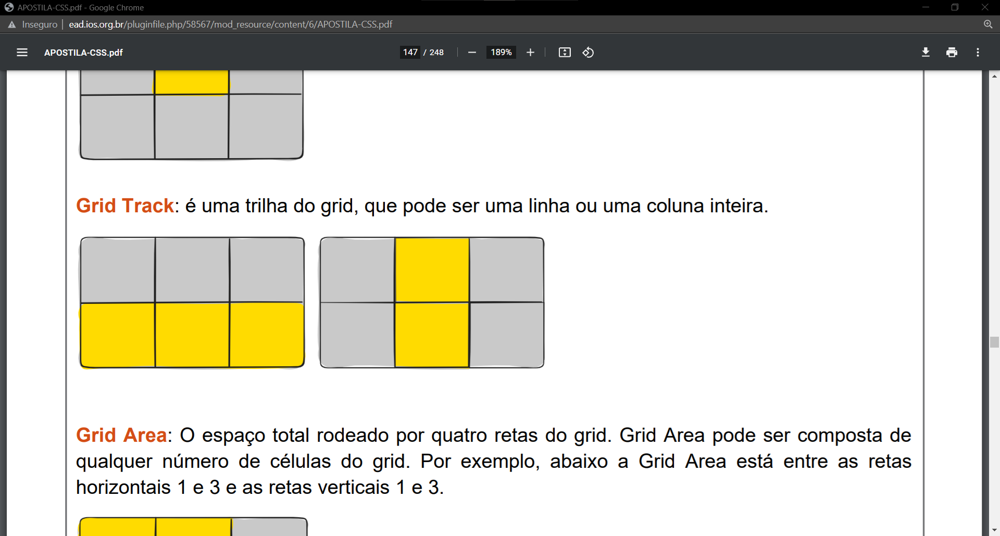 APOSTILA-CSS.pdf - Google Chrome
Inseguro | ead.ios.org.br/pluginfile.php/58567/mod_resource/content/6/APOSTILA-CSS.pdf
APOSTILA-CSS.pdf 147 / 248 189%
Grid Track: é uma trilha do grid, que pode ser uma linha ou uma coluna inteira.
Grid Area: O espaço total rodeado por quatro retas do grid. Grid Area pode ser composta de
qualquer número de células do grid. Por exemplo, abaixo a Grid Area está entre as retas
horizontais 1 e 3 e as retas verticais 1 e 3.